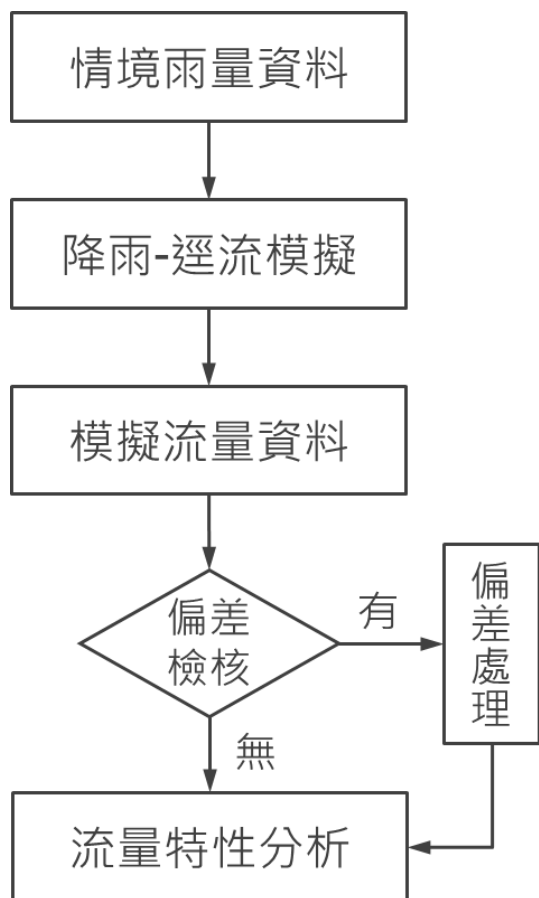 情境雨量資料
降雨-逕流模擬
模擬流量資料
偏差
檢核
有
偏差處理
無
流量特性分析